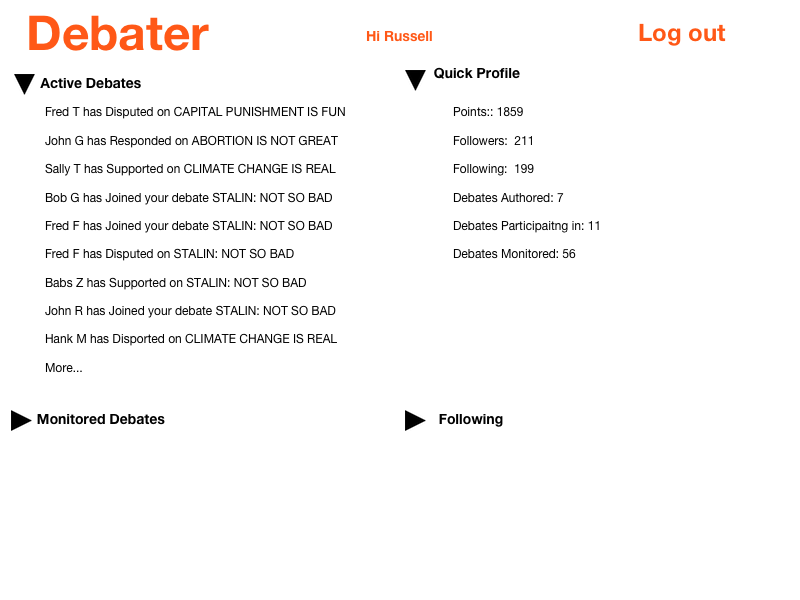 Debater
Hi Russell
Log out
Active Debates
Fred T has Disputed on CAPITAL PUNISHMENT IS FUN
John G has Responded on ABORTION IS NOT GREAT
Sally T has Supported on CLIMATE CHANGE IS REAL
Bob G has Joined your debate STALIN: NOT SO BAD
Fred F has Joined your debate STALIN: NOT SO BAD
Fred F has Disputed on STALIN: NOT SO BAD
Babs Z has Supported on STALIN: NOT SO BAD
John R has Joined your debate STALIN: NOT SO BAD
Hank M has Disported on CLIMATE CHANGE IS REAL
More...
Quick Profile
Points:: 1859
Followers:  211
Following:  199
Debates Authored: 7
Debates Participaitng in: 11
Debates Monitored: 56
Monitored Debates
Following